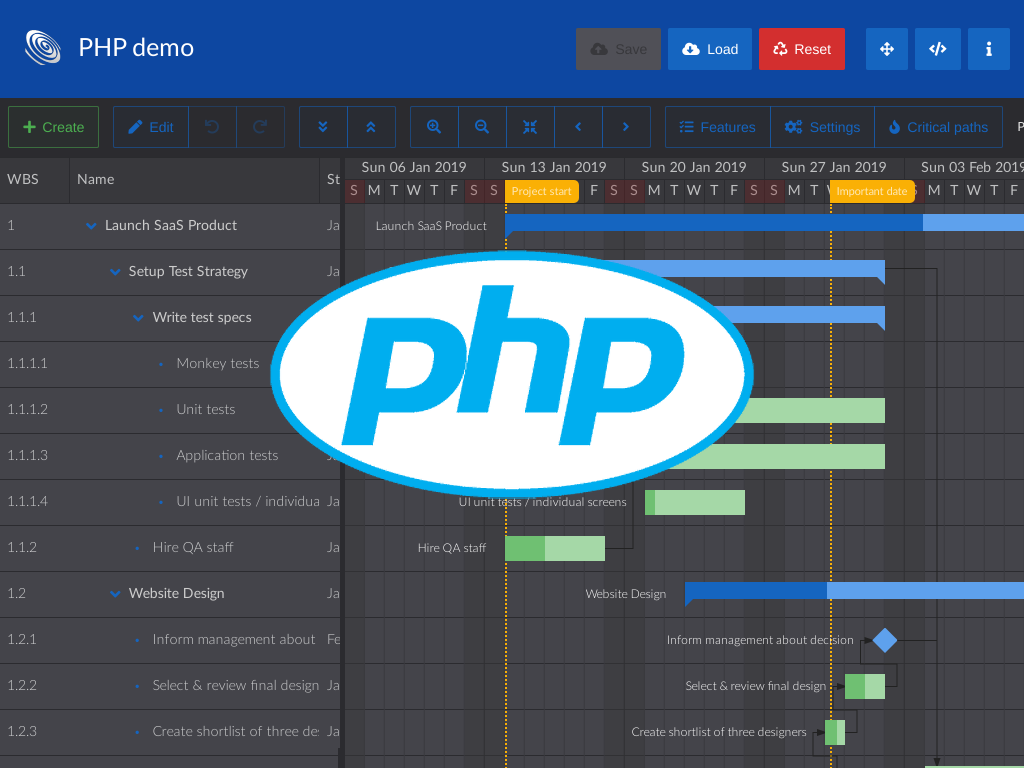 PHP demo
Save Load Reset
Create Edit Features Settings Critical paths P
Sun 06 Jan 2019 Sun 13 Jan 2019 Sun 20 Jan 2019 Sun 27 Jan 2019 Sun 03 Feb 2019
WBS Name St
S M T W T F S S Project start F S S M T W T F S S M T Important date M T W T F
1 Launch SaaS Product Ja Launch SaaS Product
1.1 Setup Test Strategy Ja
1.1.1 Write test specs
1.1.1.1 Monkey tests
1.1.1.2 Unit tests
1.1.1.3 Application tests
1.1.1.4 UI unit tests / individua Ja UI unit tests / individual screens
1.1.2 Hire QA staff Ja Hire QA staff
1.2 Website Design Ja Website Design
1.2.1 Inform management about Fe Inform management about decision
1.2.2 Select & review final design Ja Select & review final design
1.2.3 Create shortlist of three de Ja Create shortlist of three designers
php